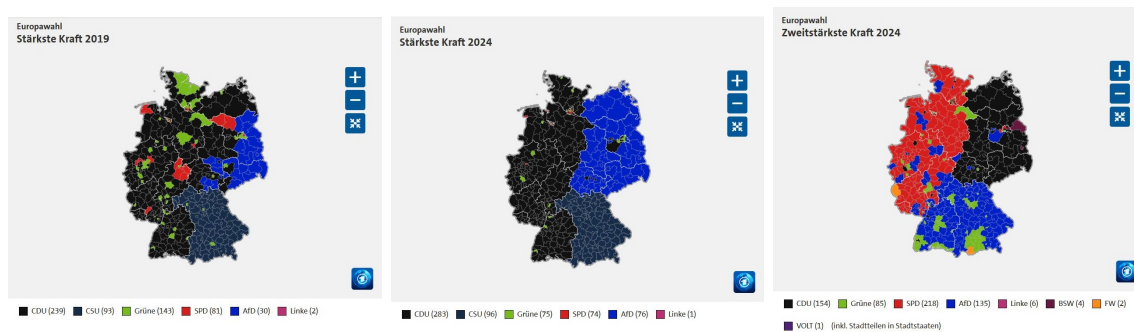 Europawahl
Stärkste Kraft 2019
CDU (239) CSU (93) Grüne (143) SPD (81) AfD (30) Linke (2)
Europawahl
Stärkste Kraft 2024
CDU (283) CSU (96) Grüne (75) SPD (74) AfD (76) Linke (1)
Europawahl
Zweitstärkste Kraft 2024
CDU (154) Grüne (85) SPD (218) AfD (135) Linke (6) BSW (4) FW (2)
VOLT (1) (inkl. Stadtteilen in Stadtstaaten)